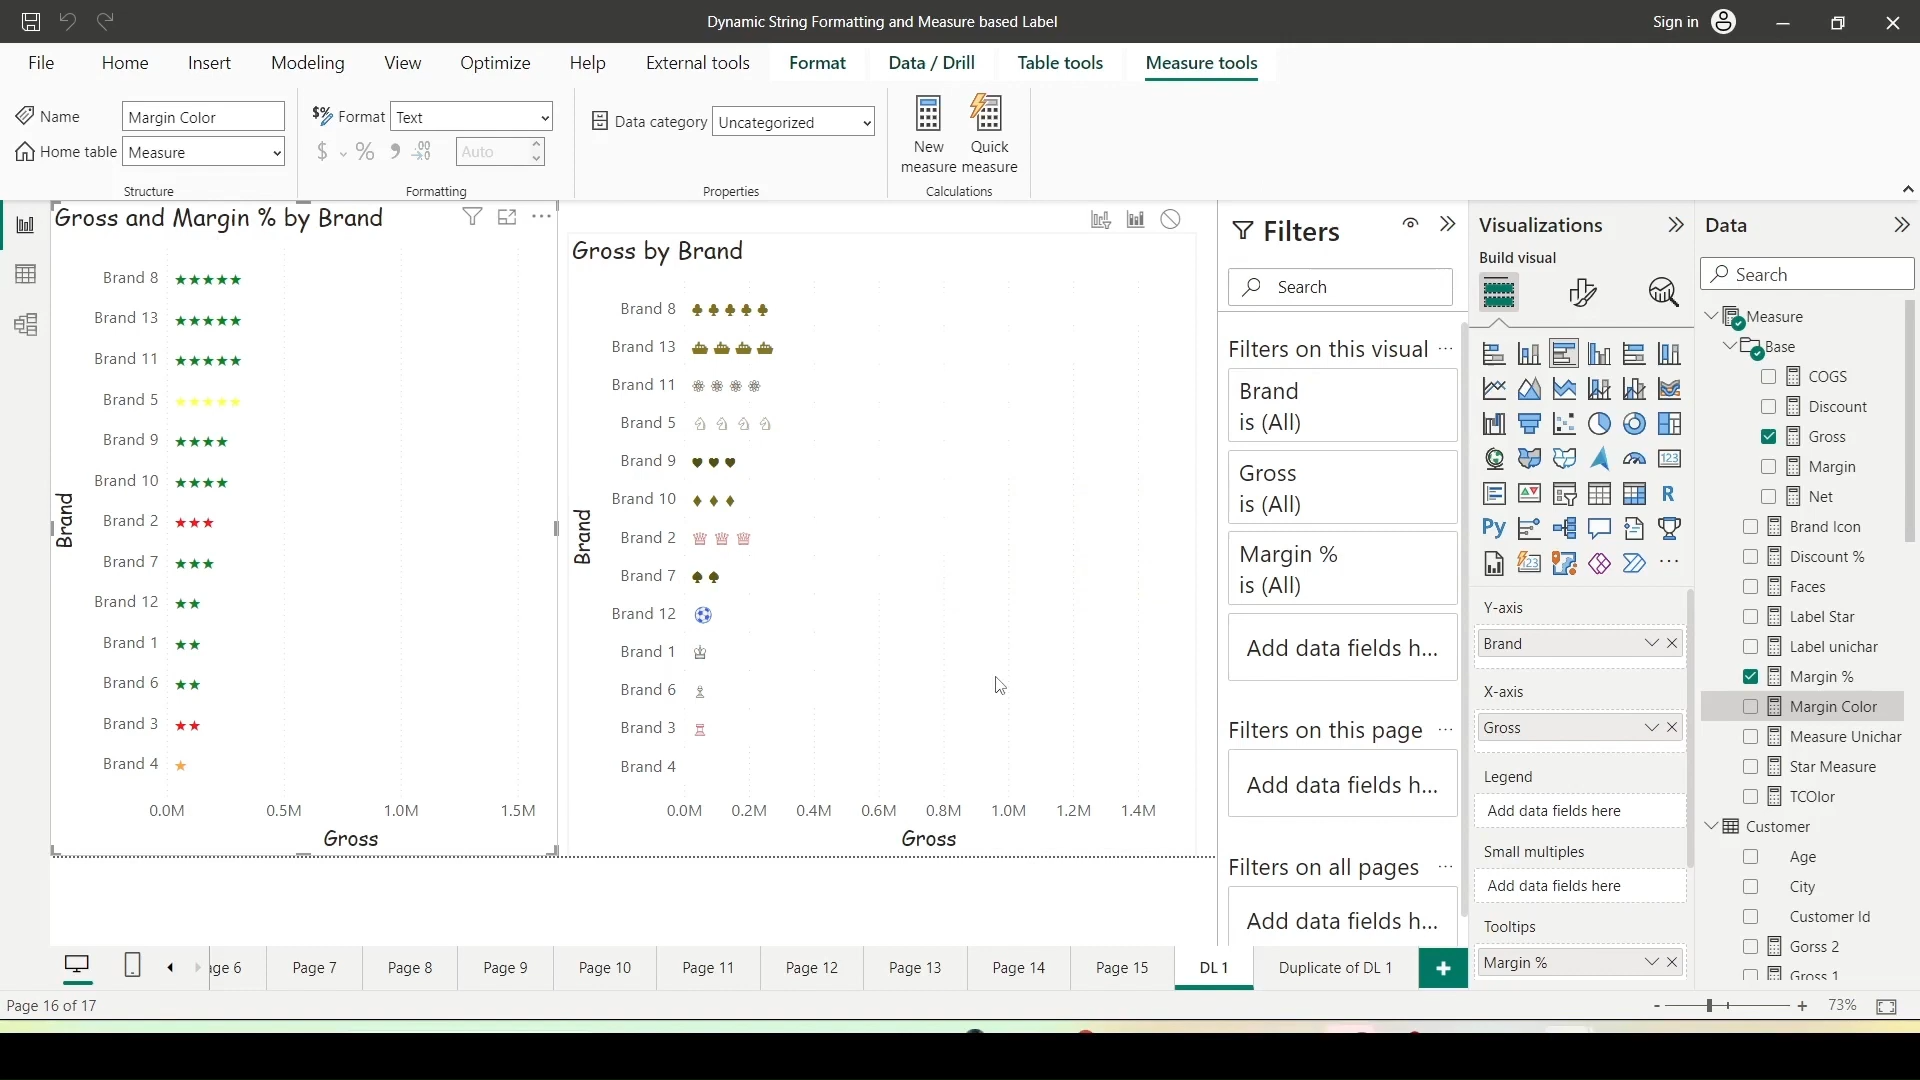 Dynamic String Formatting and Measure based Label
Sign in
File Home Insert Modeling View Optimize Help External tools Format Data / Drill Table tools Measure tools
Name Margin Color
Home table Measure
Structure
Format Text
$ % Auto
Formatting
Data category Uncategorized
Properties
New measure
Quick measure
Calculations
Gross and Margin % by Brand
Brand 8 ★★★★★
Brand 13 ★★★★★
Brand 11 ★★★★★
Brand 5 ★★★★★
Brand 9 ★★★★
Brand 10 ★★★★
Brand 2 ★★★
Brand 7 ★★★
Brand 12 ★★
Brand 1 ★★
Brand 6 ★★
Brand 3 ★★
Brand 4 ★
Brand
0.0M 0.5M 1.0M 1.5M
Gross
Gross by Brand
Brand 8
Brand 13
Brand 11
Brand 5
Brand 9
Brand 10
Brand 2
Brand 7
Brand 12
Brand 1
Brand 6
Brand 3
Brand 4
Brand
0.0M 0.2M 0.4M 0.6M 0.8M 1.0M 1.2M 1.4M
Gross
Filters
Search
Filters on this visual ...
Brand
is (All)
Gross
is (All)
Margin %
is (All)
Add data fields h...
Filters on this page ...
Add data fields h...
Filters on all pages ...
Add data fields h...
Visualizations
Build visual
123
R
Py
123
...
Y-axis
Brand
X-axis
Gross
Legend
Add data fields here
Small multiples
Add data fields here
Tooltips
Margin %
Data
Search
Measure
Base
COGS
Discount
Gross
Margin
Net
Brand Icon
Discount %
Faces
Label Star
Label unichar
Margin %
Margin Color
Measure Unichar
Star Measure
TCOlor
Customer
Age
City
Customer Id
Gorss 2
Gross 1
age 6 Page 7 Page 8 Page 9 Page 10 Page 11 Page 12 Page 13 Page 14 Page 15 DL 1 Duplicate of DL 1 +
Page 16 of 17
- + 73%